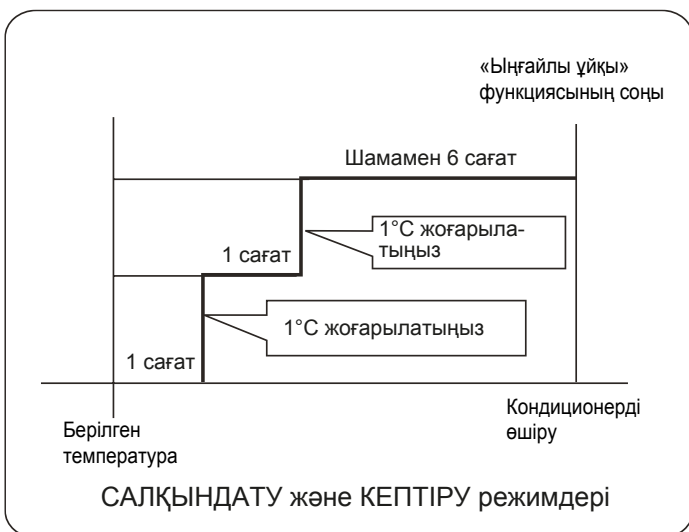 «Ыңғайлы ұйқы»
функциясының соңы
Шамамен 6 сағат
1°C жоғарыла-
тыңыз
1 сағат
1°C жоғарылатыңыз
1 сағат
Берілген
температура
Кондиционерді
өшіру
САЛҚЫНДАТУ және КЕПТІРУ режимдері